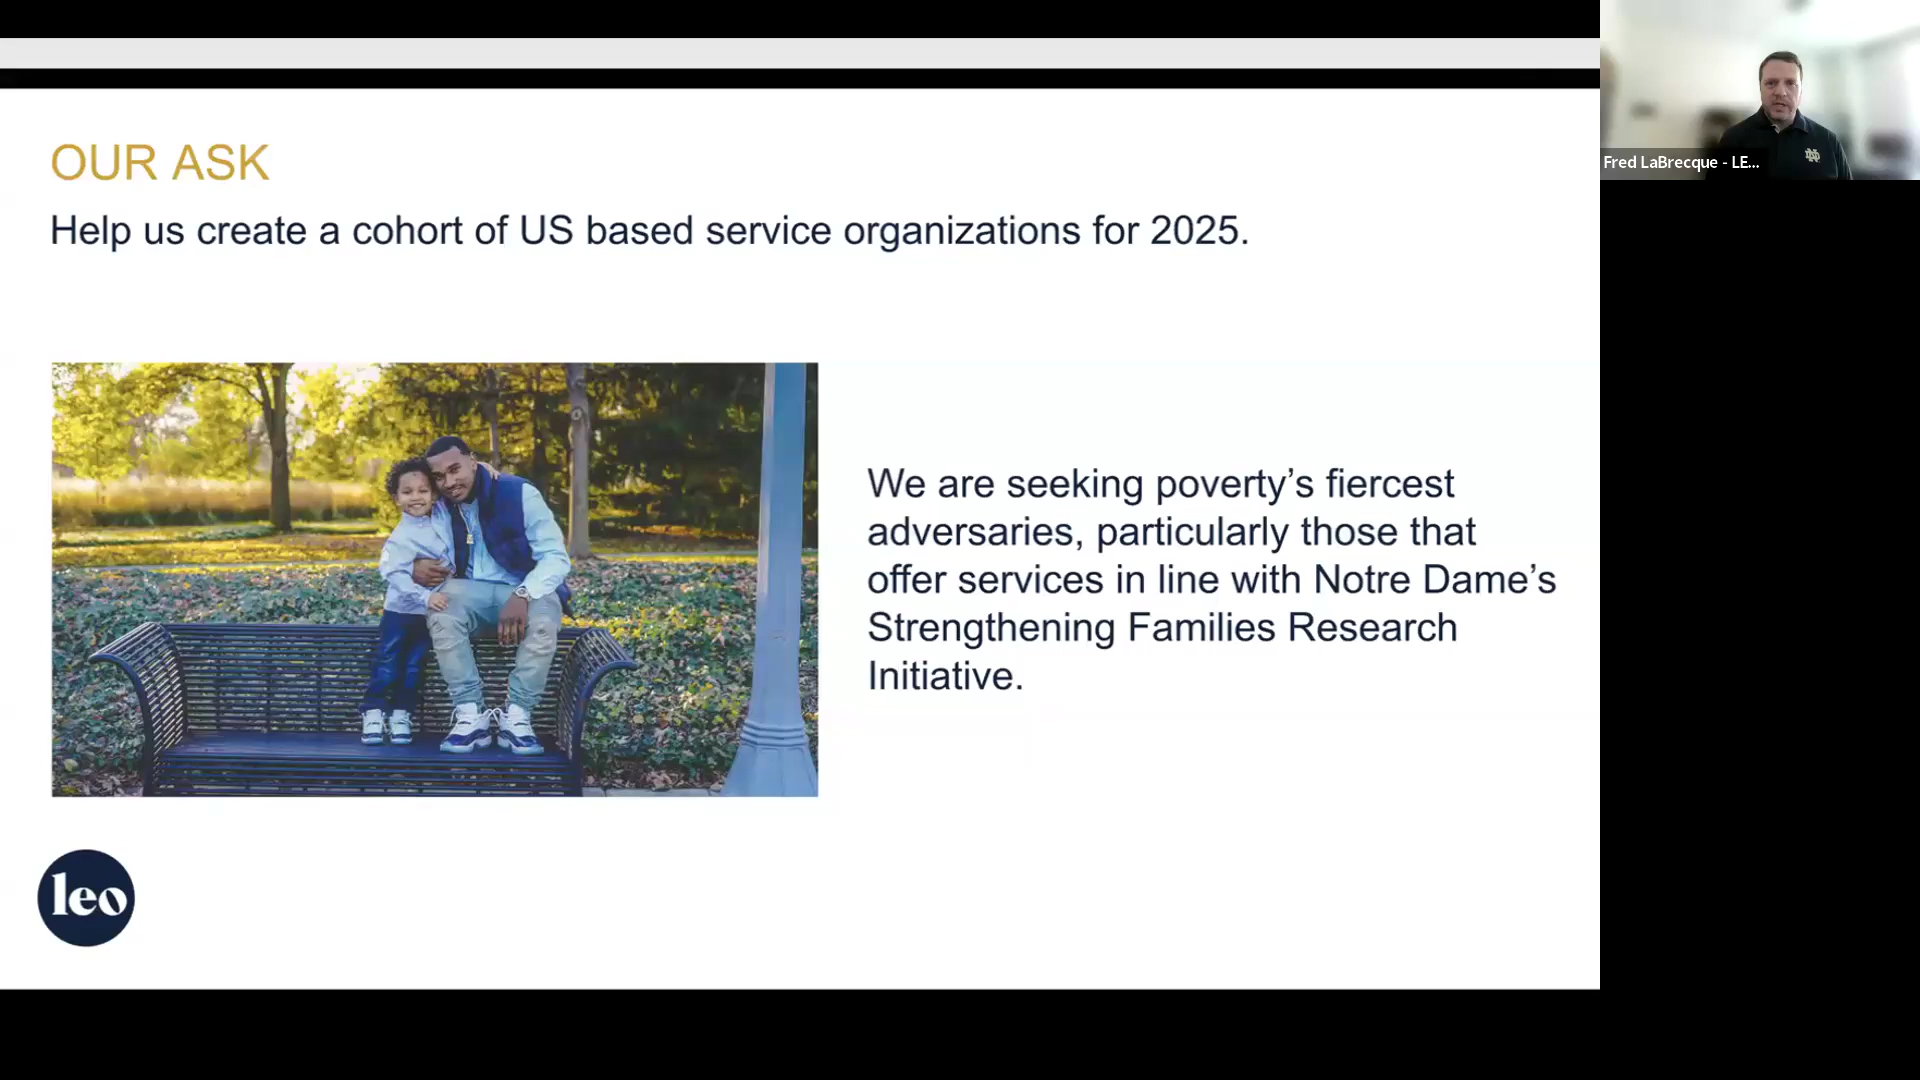 OUR ASK
Help us create a cohort of US based service organizations for 2025.
We are seeking poverty’s fiercest
adversaries, particularly those that
offer services in line with Notre Dame’s
Strengthening Families Research
Initiative.
leo
Fred LaBrecque - LE...
ND